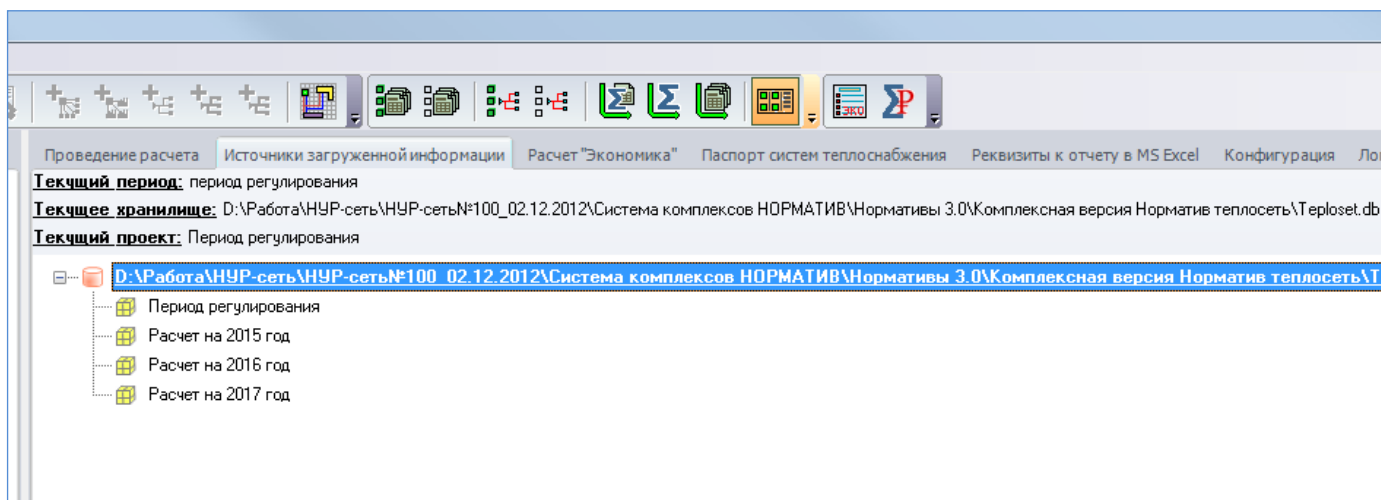 ЭКО
Σ Σ ΣР
Проведение расчета Источники загруженной информации Расчет "Экономика" Паспорт систем теплоснабжения Реквизиты к отчету в MS Excel Конфигурация
Текущий период: период регулирования
Текущее хранилище: D:\Работа\НУР-сеть\НУР-сеть№100_02.12.2012\Система комплексов НОРМАТИВ\Нормативы 3.0\Комплексная версия Норматив теплосеть\Teploset.db
Текущий проект: Период регулирования
D:\Работа\НУР-сеть\НУР-сеть№100_02.12.2012\Система комплексов НОРМАТИВ\Нормативы 3.0\Комплексная версия Норматив теплосеть\T
Период регулирования
Расчет на 2015 год
Расчет на 2016 год
Расчет на 2017 год